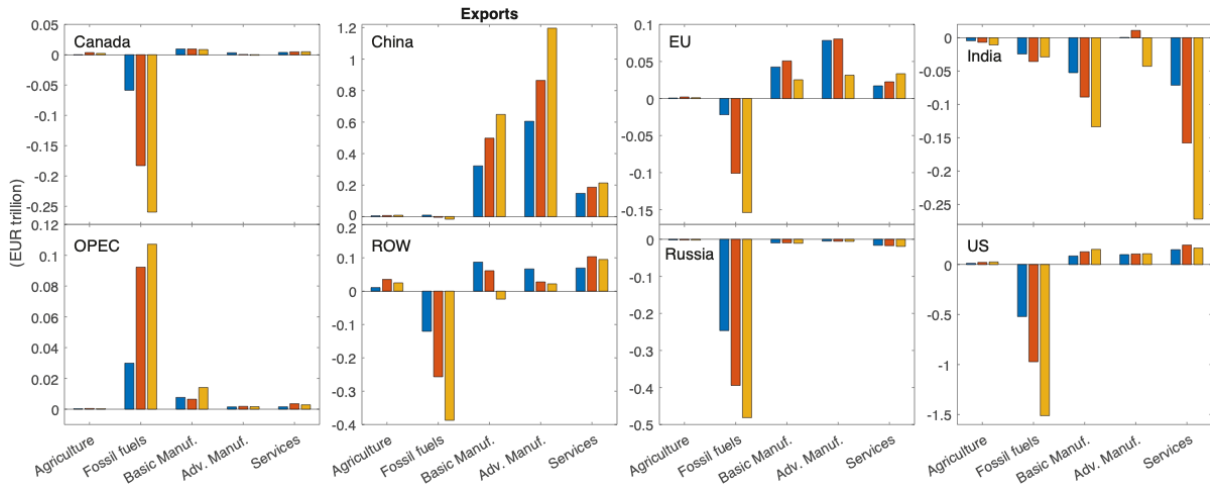 Exports
(EUR trillion)
Canada
0.05
0
-0.05
-0.1
-0.15
-0.2
-0.25
China
1.2
1
0.8
0.6
0.4
0.2
0
EU
0.1
0.05
0
-0.05
-0.1
-0.15
India
0
-0.05
-0.1
-0.15
-0.2
-0.25
OPEC
0.12
0.1
0.08
0.06
0.04
0.02
0
Agriculture
Fossil fuels
Basic Manuf.
Adv. Manuf.
Services
ROW
0.2
0.1
0
-0.1
-0.2
-0.3
-0.4
Agriculture
Fossil fuels
Basic Manuf.
Adv. Manuf.
Services
Russia
0
-0.1
-0.2
-0.3
-0.4
-0.5
Agriculture
Fossil fuels
Basic Manuf.
Adv. Manuf.
Services
US
0
-0.5
-1
-1.5
Agriculture
Fossil fuels
Basic Manuf.
Adv. Manuf.
Services